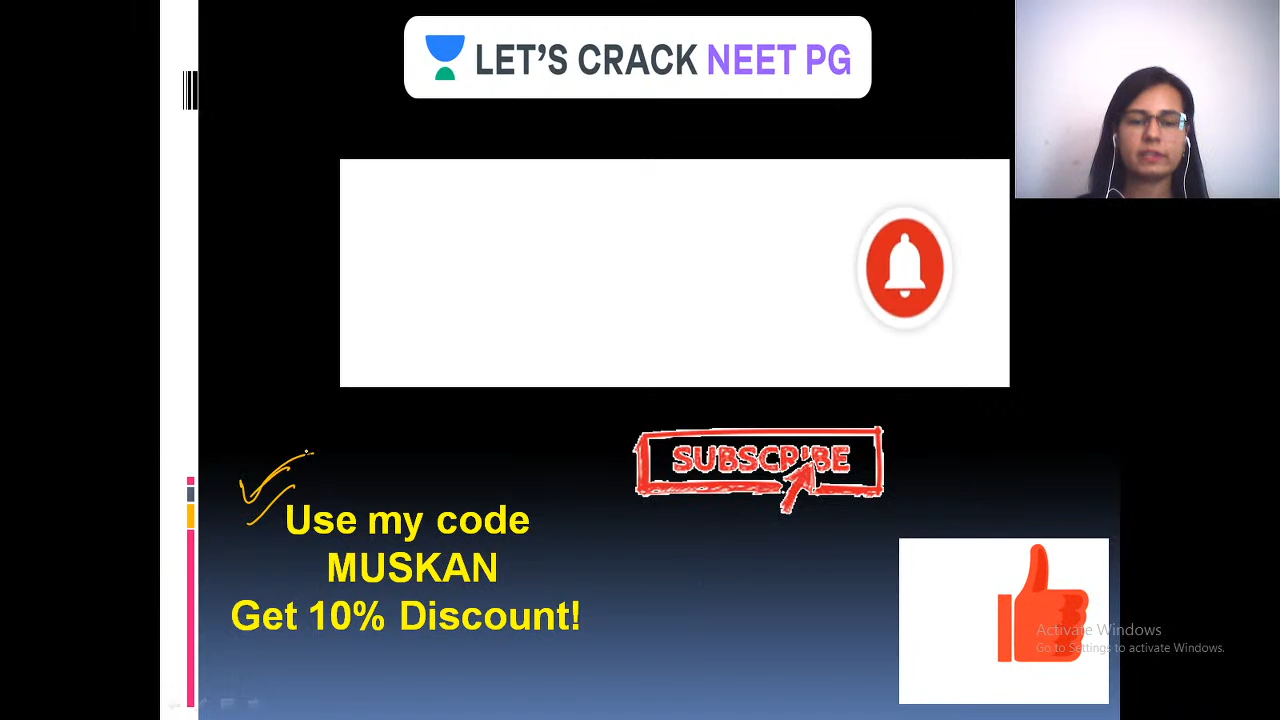 LET'S CRACK NEET PG
SUBSCRIBE
Use my code
MUSKAN
Get 10% Discount!
Activate Windows
Go to Settings to activate Windows.